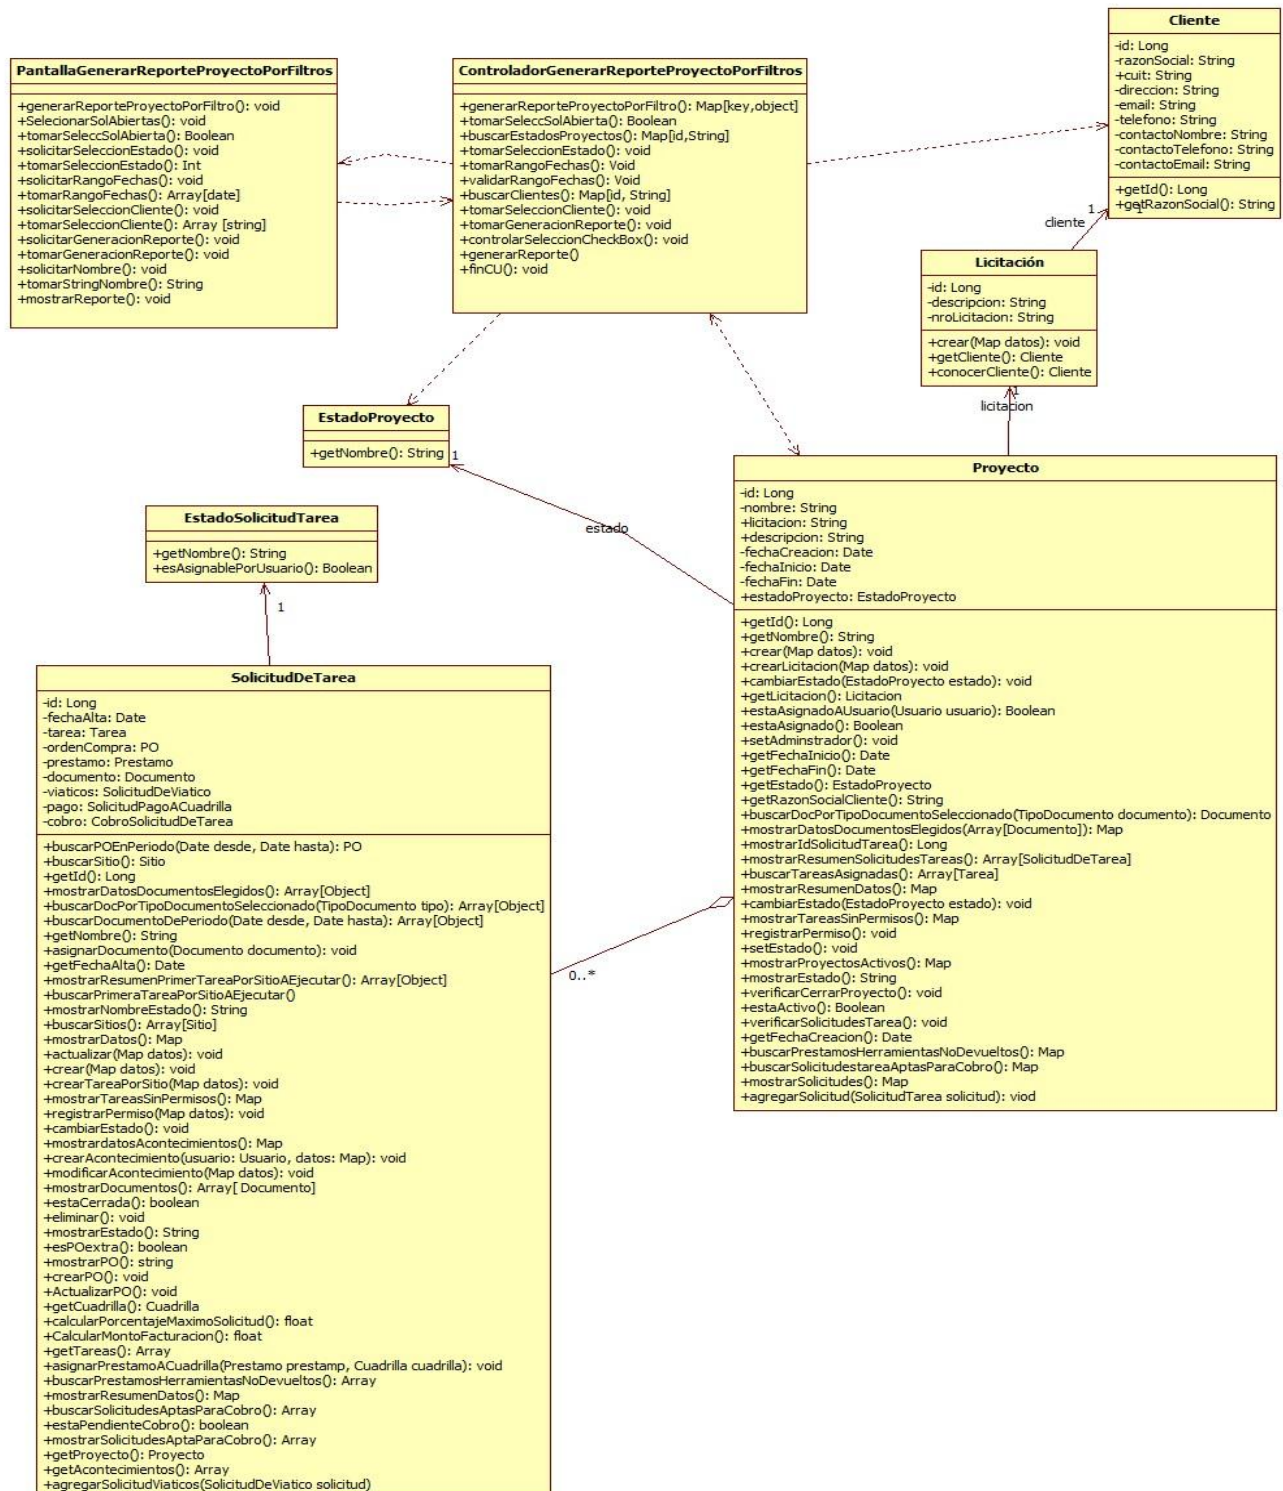 Cliente
-id: Long
-razonSocial: String
+cuit: String
-direccion: String
-email: String
-telefono: String
-contactoNombre: String
-contactoTelefono: String
-contactoEmail: String
+getId(): Long
+getRazonSocial(): String
PantallaGenerarReporteProyectoPorFiltros
+generarReporteProyectoPorFiltro(): void
+SelecionarSolAbiertas(): void
+tomarSeleccSolAbierta(): Boolean
+solicitarSeleccionEstado(): void
+tomarSeleccionEstado(): Int
+solicitarRangoFechas(): void
+tomarRangoFechas(): Array[date]
+solicitarSeleccionCliente(): void
+tomarSeleccionCliente(): Array [string]
+solicitarGeneracionReporte(): void
+tomarGeneracionReporte(): void
+solicitarNombre(): void
+tomarStringNombre(): String
+mostrarReporte(): void
ControladorGenerarReporteProyectoPorFiltros
+generarReporteProyectoPorFiltro(): Map[key,object]
+tomarSeleccSolAbierta(): Boolean
+buscarEstadosProyectos(): Map[id,String]
+tomarSeleccionEstado(): void
+tomarRangoFechas(): Void
+validarRangoFechas(): Void
+buscarClientes(): Map[id, String]
+tomarSeleccionCliente(): void
+tomarGeneracionReporte(): void
+controlarSeleccionCheckBox(): void
+generarReporte()
+finCU(): void
1
1
cliente
Licitación
-id: Long
-descripcion: String
-nroLicitacion: String
+crear(Map datos): void
+getCliente(): Cliente
+conocerCliente(): Cliente
1
licitacion
EstadoProyecto
+getNombre(): String
1
estado
EstadoSolicitudTarea
+getNombre(): String
+esAsignablePorUsuario(): Boolean
1
Proyecto
-id: Long
-nombre: String
+licitacion: String
+descripcion: String
-fechaCreacion: Date
-fechaInicio: Date
-fechaFin: Date
+estadoProyecto: EstadoProyecto
+getId(): Long
+getNombre(): String
+crear(Map datos): void
+crearLicitacion(Map datos): void
+cambiarEstado(EstadoProyecto estado): void
+getLicitacion(): Licitacion
+estaAsignadoAUsuario(Usuario usuario): Boolean
+estaAsignado(): Boolean
+setAdminstrador(): void
+getFechaInicio(): Date
+getFechaFin(): Date
+getEstado(): EstadoProyecto
+getRazonSocialCliente(): String
+buscarDocPorTipoDocumentoSeleccionado(TipoDocumento documento): Documento
+mostrarDatosDocumentosElegidos(Array[Documento]): Map
+mostrarIdSolicitudTarea(): Long
+mostrarResumenSolicitudesTareas(): Array[SolicitudDeTarea]
+buscarTareasAsignadas(): Array[Tarea]
+mostrarResumenDatos(): Map
+cambiarEstado(EstadoProyecto estado): void
+mostrarTareasSinPermisos(): Map
+registrarPermiso(): void
+setEstado(): void
+mostrarProyectosActivos(): Map
+mostrarEstado(): String
+verificarCerrarProyecto(): void
+estaActivo(): Boolean
+verificarSolicitudesTarea(): void
+getFechaCreacion(): Date
+buscarPrestamosHerramientasNoDevueltos(): Map
+buscarSolicitudestareaAptasParaCobro(): Map
+mostrarSolicitudes(): Map
+agregarSolicitud(SolicitudTarea solicitud): viod
0..*
SolicitudDeTarea
-id: Long
-fechaAlta: Date
-tarea: Tarea
-ordenCompra: PO
-prestamo: Prestamo
-documento: Documento
-viaticos: SolicitudDeViatico
-pago: SolicitudPagoACuadrilla
-cobro: CobroSolicitudDeTarea
+buscarPOEnPeriodo(Date desde, Date hasta): PO
+buscarSitio(): Sitio
+getId(): Long
+mostrarDatosDocumentosElegidos(): Array[Object]
+buscarDocPorTipoDocumentoSeleccionado(TipoDocumento tipo): Array[Object]
+buscarDocumentoDePeriodo(Date desde, Date hasta): Array[Object]
+getNombre(): String
+asignarDocumento(Documento documento): void
+getFechaAlta(): Date
+mostrarResumenPrimerTareaPorSitioAEjecutar(): Array[Object]
+buscarPrimeraTareaPorSitioAEjecutar()
+mostrarNombreEstado(): String
+buscarSitios(): Array[Sitio]
+mostrarDatos(): Map
+actualizar(Map datos): void
+crear(Map datos): void
+crearTareaPorSitio(Map datos): void
+mostrarTareasSinPermisos(): Map
+registrarPermiso(Map datos): void
+cambiarEstado(): void
+mostrardatosAcontecimientos(): Map
+crearAcontecimiento(usuario: Usuario, datos: Map): void
+modificarAcontecimiento(Map datos): void
+mostrarDocumentos(): Array[ Documento]
+estaCerrada(): boolean
+eliminar(): void
+mostrarEstado(): String
+esPOextra(): boolean
+mostrarPO(): string
+crearPO(): void
+ActualizarPO(): void
+getCuadrilla(): Cuadrilla
+calcularPorcentajeMaximoSolicitud(): float
+CalcularMontoFacturacion(): float
+getTareas(): Array
+asignarPrestamoACuadrilla(Prestamo prestamp, Cuadrilla cuadrilla): void
+buscarPrestamosHerramientasNoDevueltos(): Array
+mostrarResumenDatos(): Map
+buscarSolicitudesAptasParaCobro(): Array
+estaPendienteCobro(): boolean
+mostrarSolicitudesAptaParaCobro(): Array
+getProyecto(): Proyecto
+getAcontecimientos(): Array
+agregarSolicitudViaticos(SolicitudDeViatico solicitud)